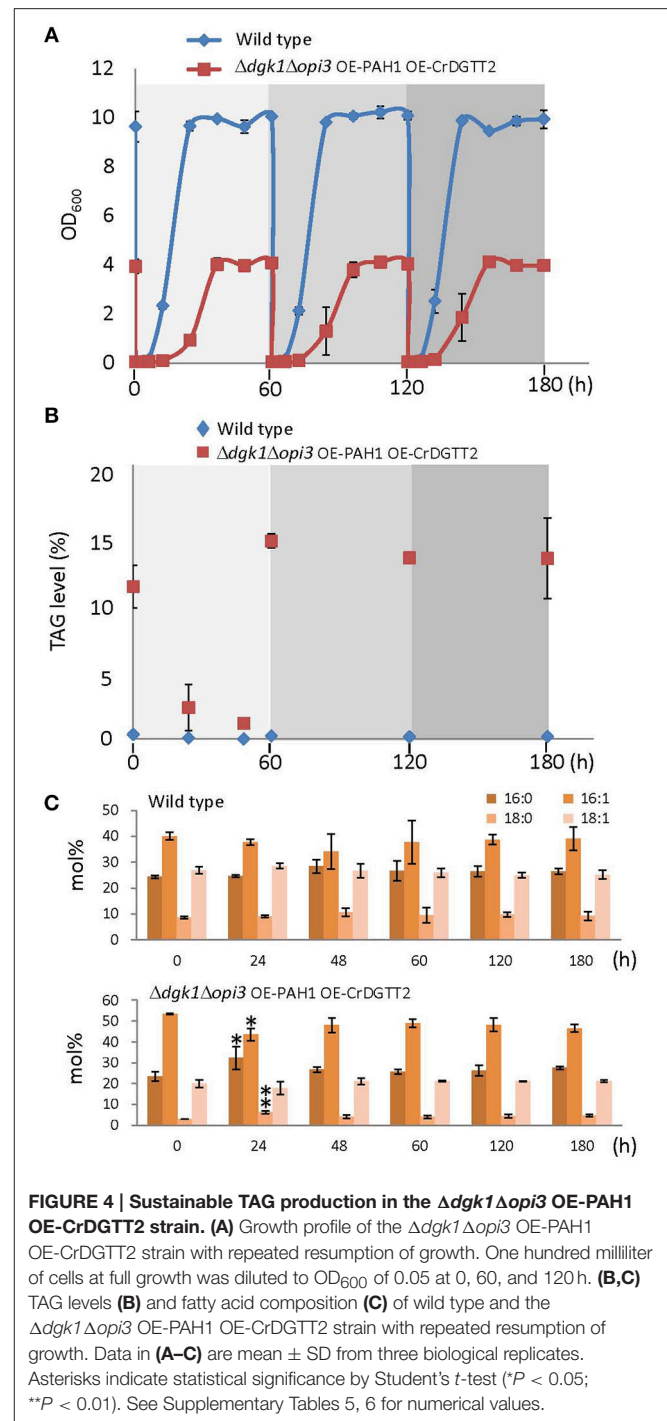 A
Wild type
Δdgk1Δopi3 OE-PAH1 OE-CrDGTT2
12
10
8
6
4
2
0
OD600
0 60 120 180 (h)
B
Wild type
Δdgk1Δopi3 OE-PAH1 OE-CrDGTT2
20
15
10
5
0
TAG level (%)
0 60 120 180 (h)
C
Wild type
16:0 16:1
18:0 18:1
50
40
30
20
10
0
mol%
0 24 48 60 120 180 (h)
Δdgk1Δopi3 OE-PAH1 OE-CrDGTT2
60
50
40
30
20
10
0
mol%
* *
**
0 24 48 60 120 180 (h)
FIGURE 4 | Sustainable TAG production in the Δdgk1Δopi3 OE-PAH1
OE-CrDGTT2 strain. (A) Growth profile of the Δdgk1Δopi3 OE-PAH1
OE-CrDGTT2 strain with repeated resumption of growth. One hundred milliliter
of cells at full growth was diluted to OD600 of 0.05 at 0, 60, and 120 h. (B,C)
TAG levels (B) and fatty acid composition (C) of wild type and the
Δdgk1Δopi3 OE-PAH1 OE-CrDGTT2 strain with repeated resumption of
growth. Data in (A–C) are mean ± SD from three biological replicates.
Asterisks indicate statistical significance by Student's t-test (*P < 0.05;
**P < 0.01). See Supplementary Tables 5, 6 for numerical values.